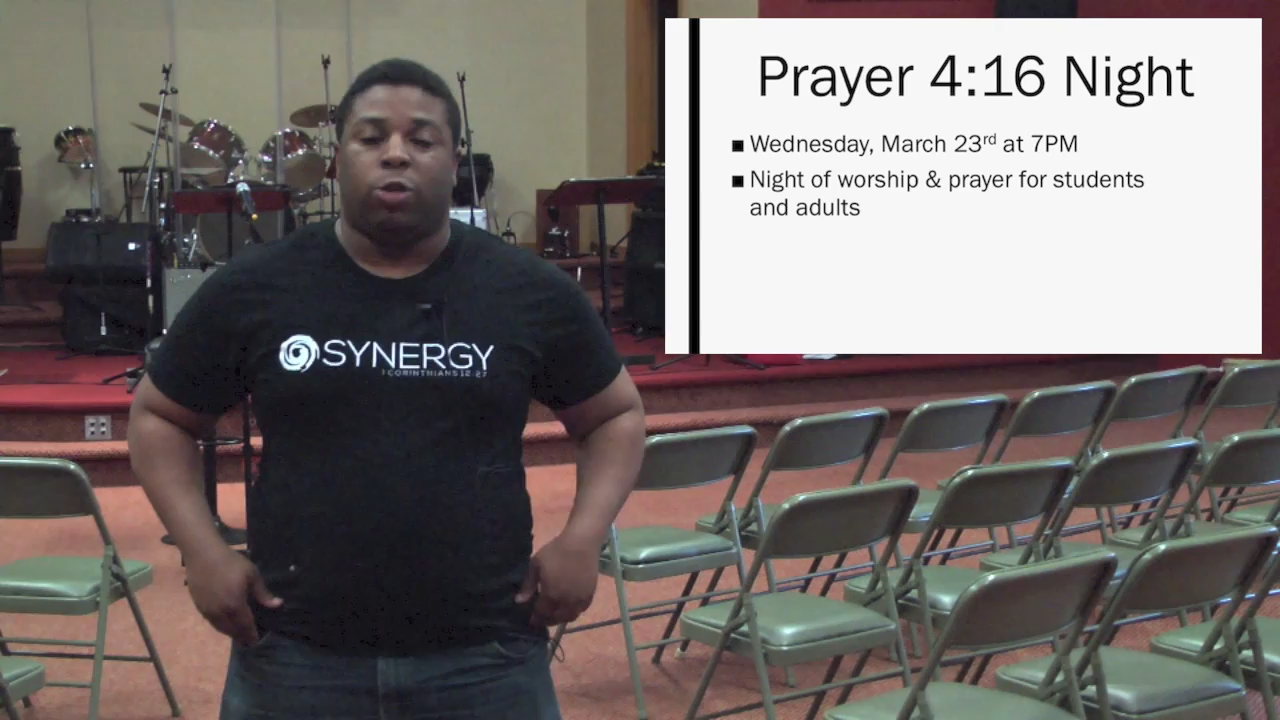 Prayer 4:16 Night
■ Wednesday, March 23rd at 7PM
■ Night of worship & prayer for students
and adults
SYNERGY
1 CORINTHIANS 12:27